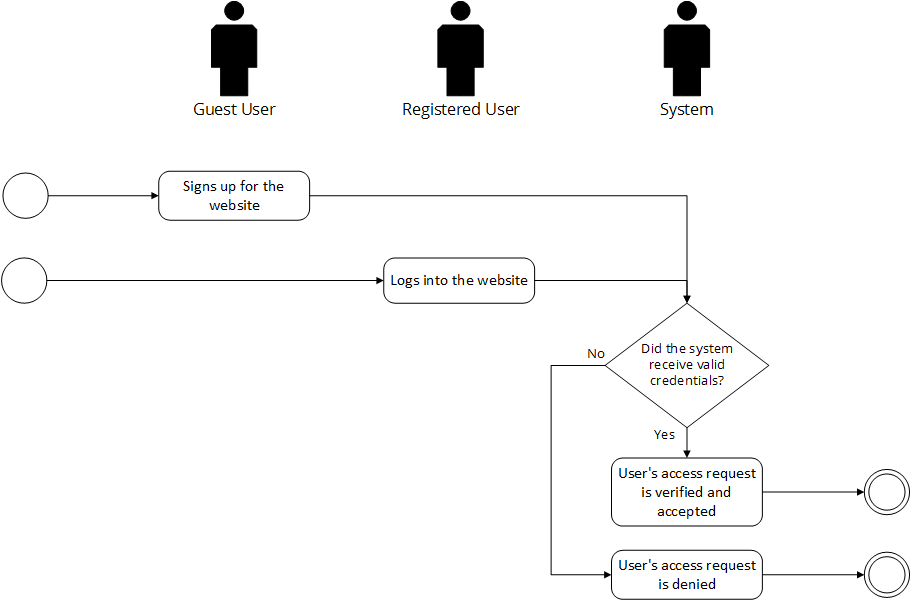 Guest User
Registered User
System
Signs up for the
website
Logs into the website
Did the system
receive valid
credentials?
No
Yes
User's access request
is verified and
accepted
User's access request
is denied